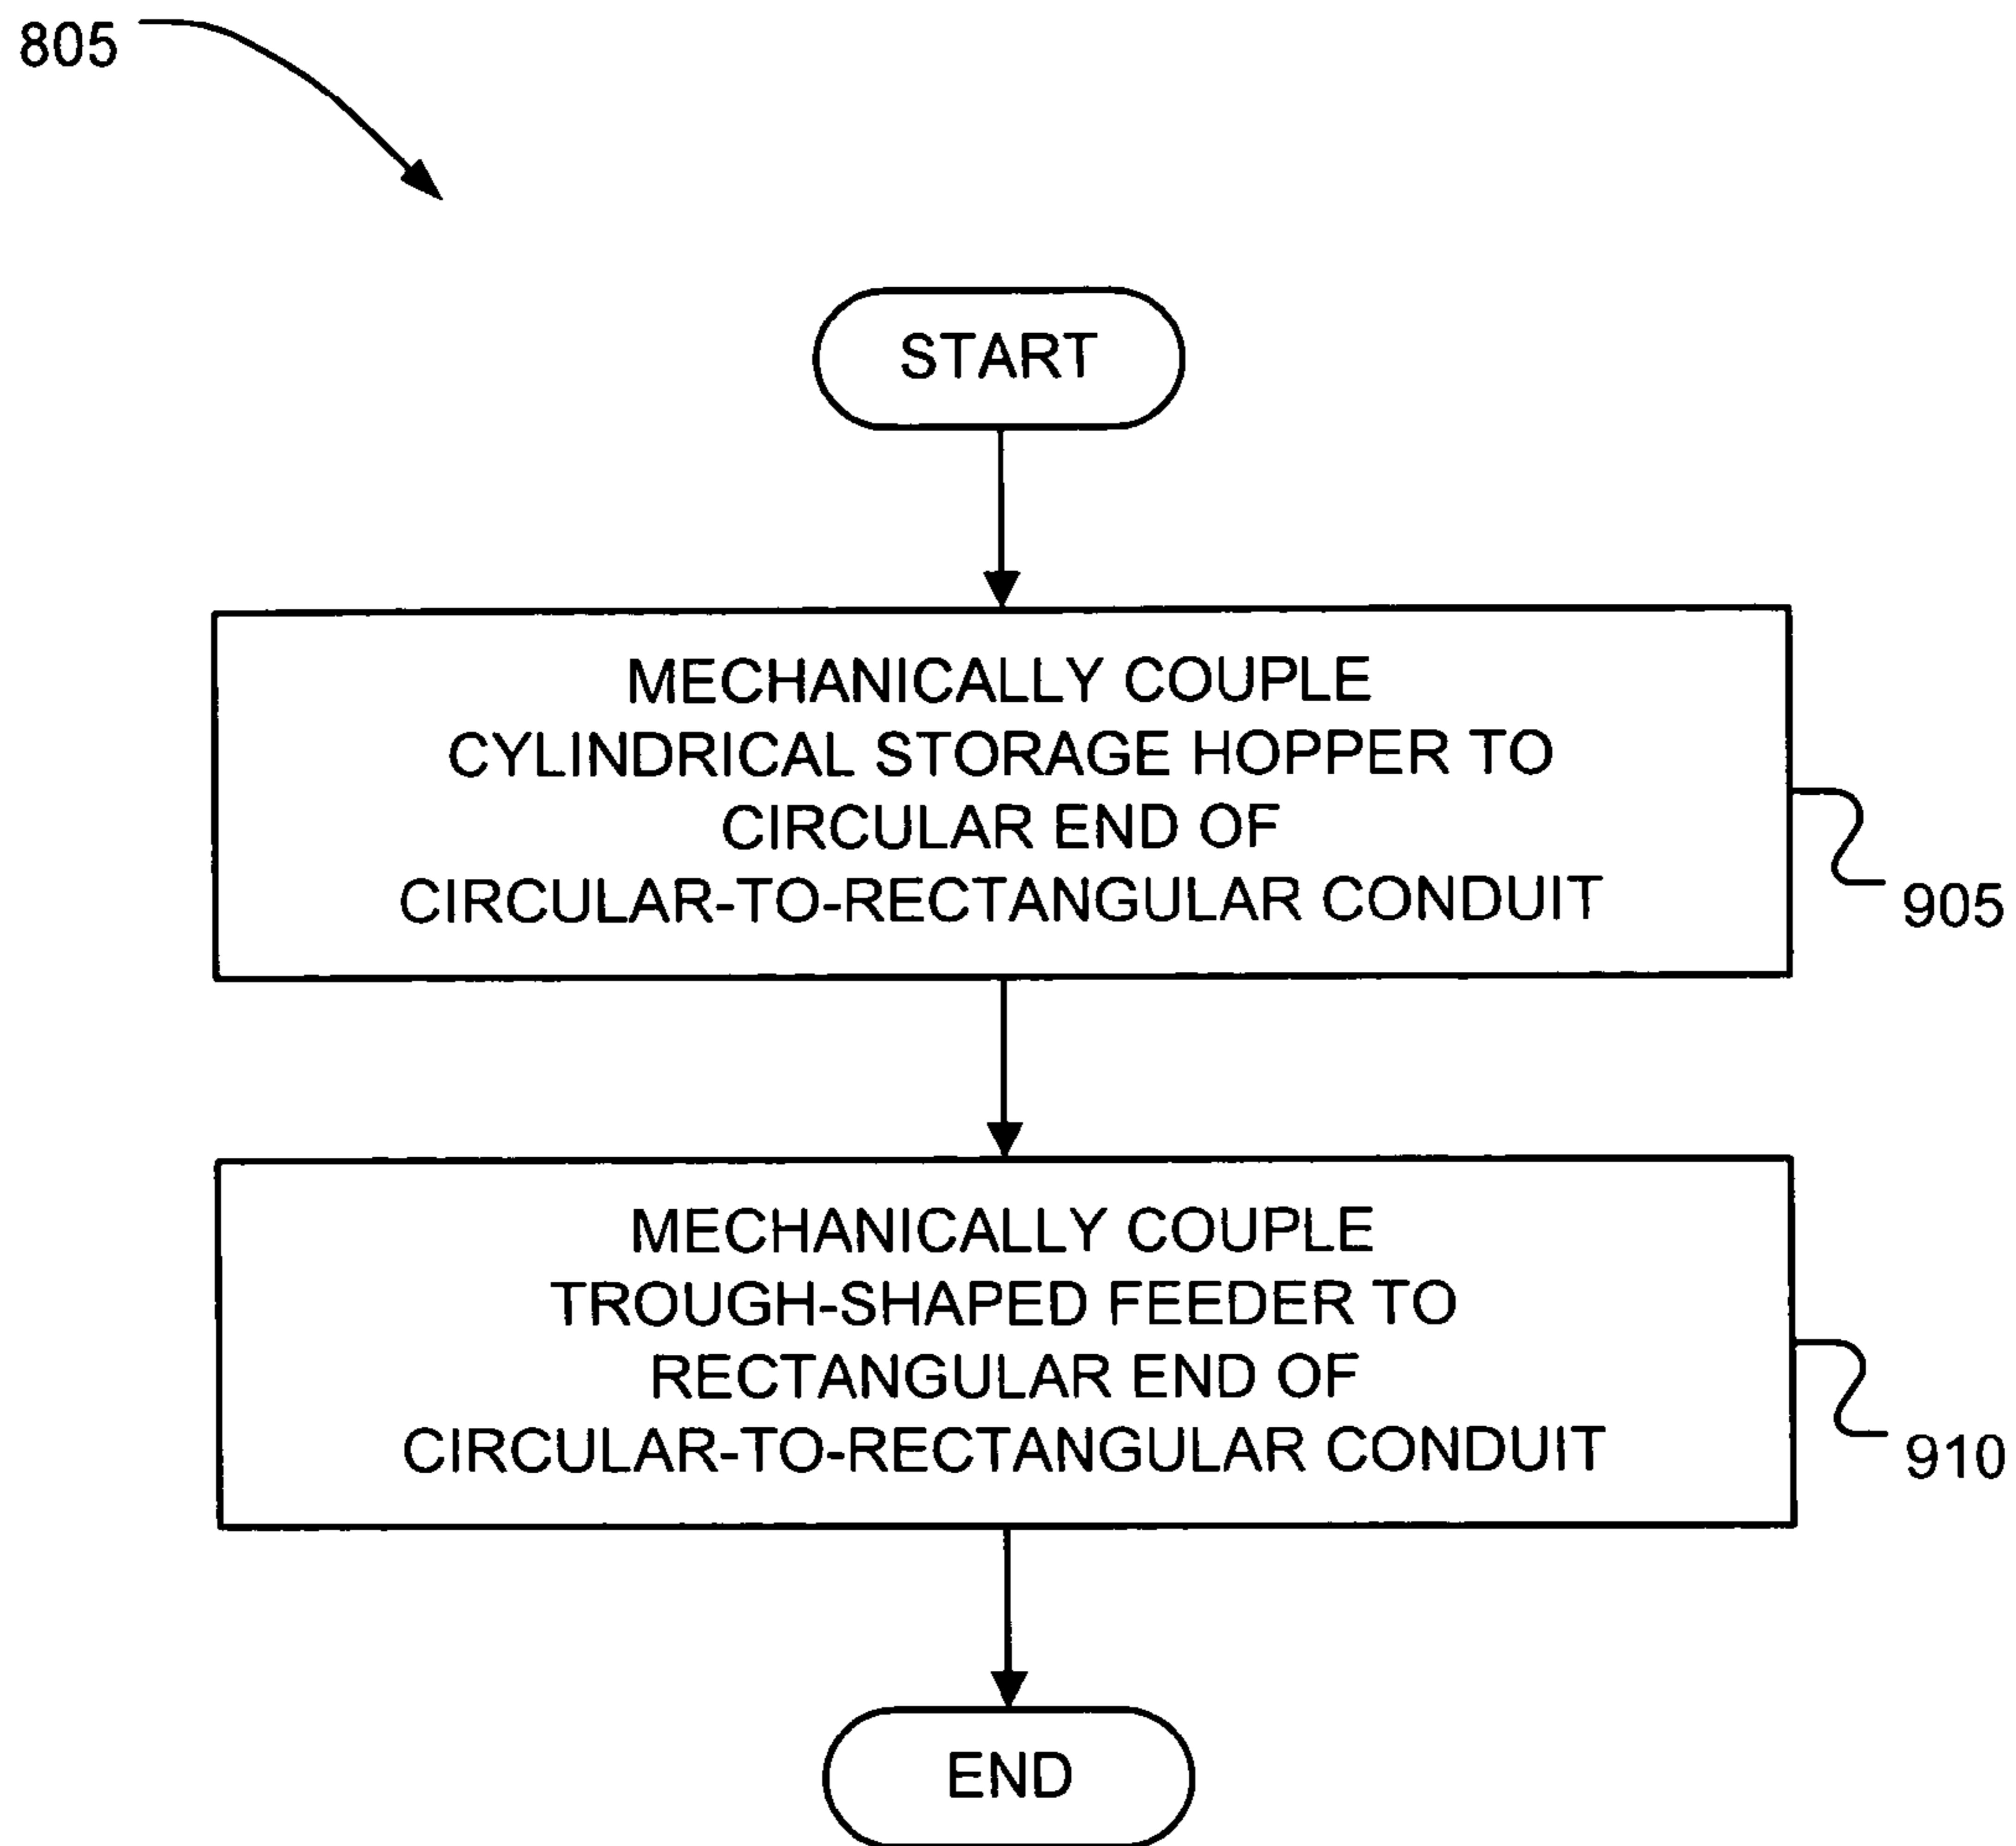 805
START
MECHANICALLY COUPLE
CYLINDRICAL STORAGE HOPPER TO
CIRCULAR END OF
CIRCULAR-TO-RECTANGULAR CONDUIT
905
MECHANICALLY COUPLE
TROUGH-SHAPED FEEDER TO
RECTANGULAR END OF
CIRCULAR-TO-RECTANGULAR CONDUIT
910
END